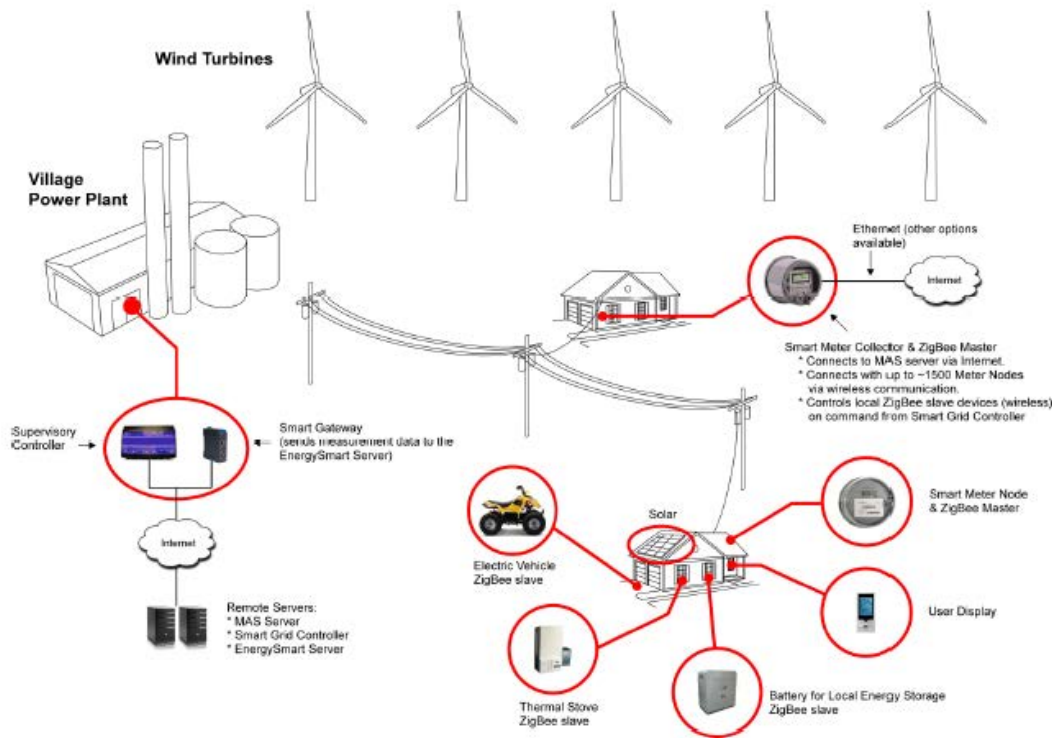 Wind Turbines
Village
Power Plant
Ethernet (other options
available)
Internet
Smart Meter Collector & ZigBee Master
* Connects to MAS server via Internet.
* Connects with up to ~1500 Meter Nodes
via wireless communication.
* Controls local ZigBee slave devices (wireless)
on command from Smart Grid Controller
Supervisory
Controller
Smart Gateway
(sends measurement data to the
EnergySmart Server)
Internet
Remote Servers:
* MAS Server
* Smart Grid Controller
* EnergySmart Server
Solar
Electric Vehicle
ZigBee slave
Smart Meter Node
& ZigBee Master
User Display
Thermal Stove
ZigBee slave
Battery for Local Energy Storage
ZigBee slave